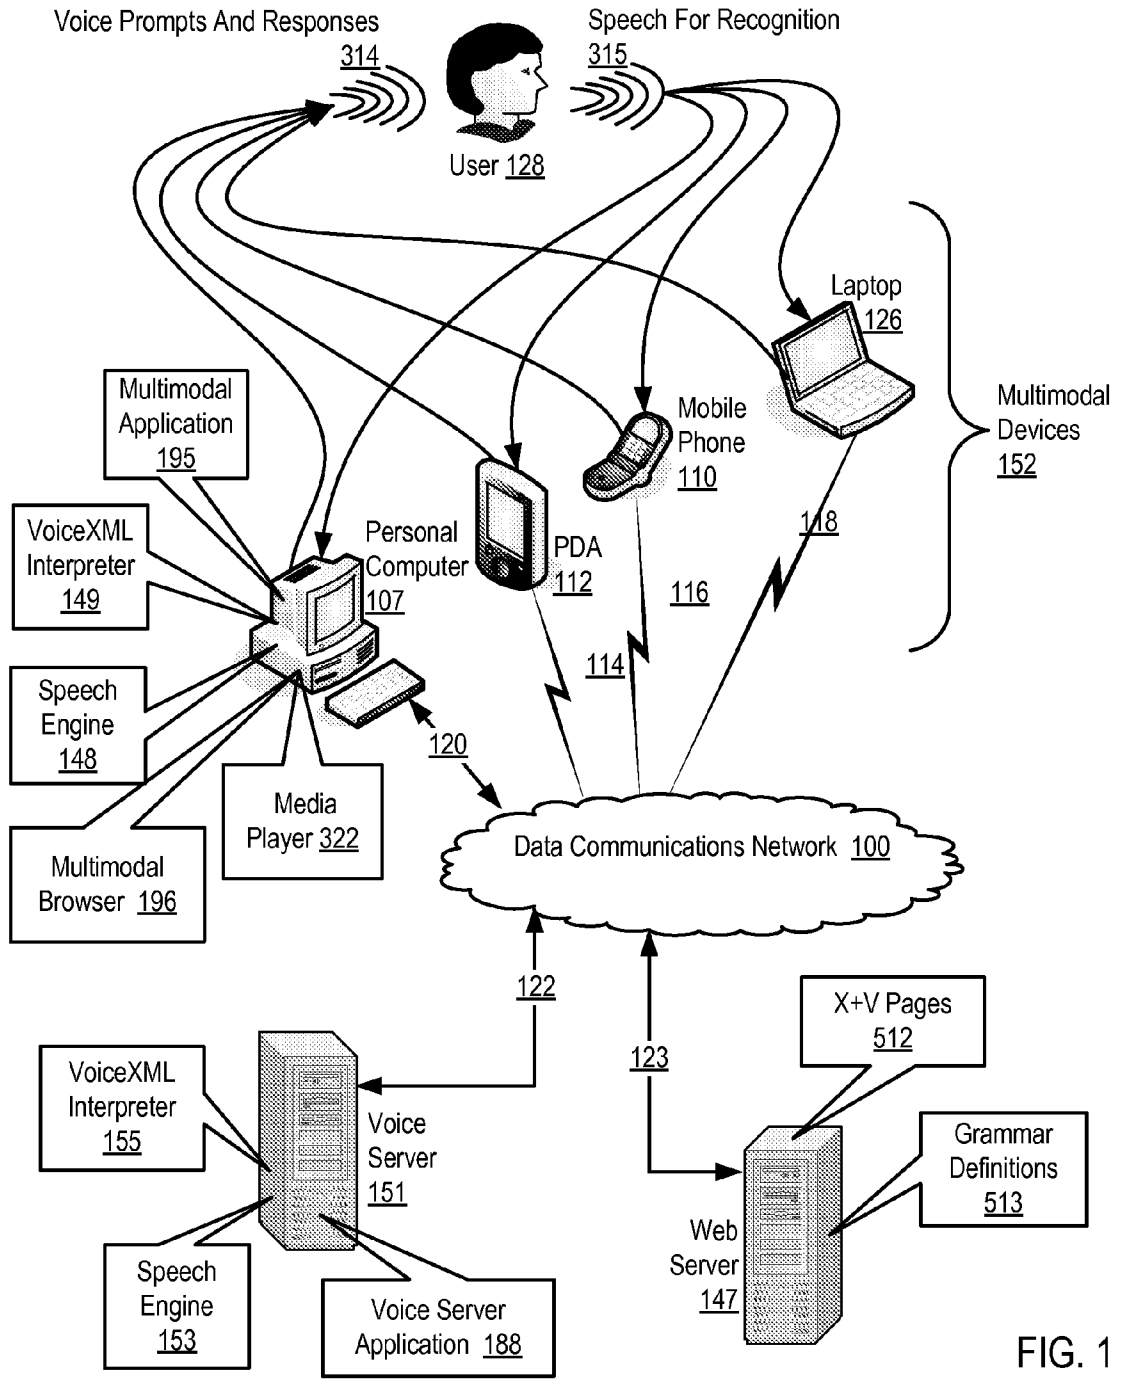 Voice Prompts And Responses
314
Speech For Recognition
315
User 128
Laptop
126
Multimodal
Devices
152
Mobile
Phone
110
Multimodal
Application
195
VoiceXML
Interpreter
149
Personal
Computer
107
PDA
112
118
116
114
Speech
Engine
148
120
Media
Player 322
Multimodal
Browser 196
Data Communications Network 100
122
123
X+V Pages
512
VoiceXML
Interpreter
155
Voice
Server
151
Grammar
Definitions
513
Web
Server
147
Speech
Engine
153
Voice Server
Application 188
FIG. 1